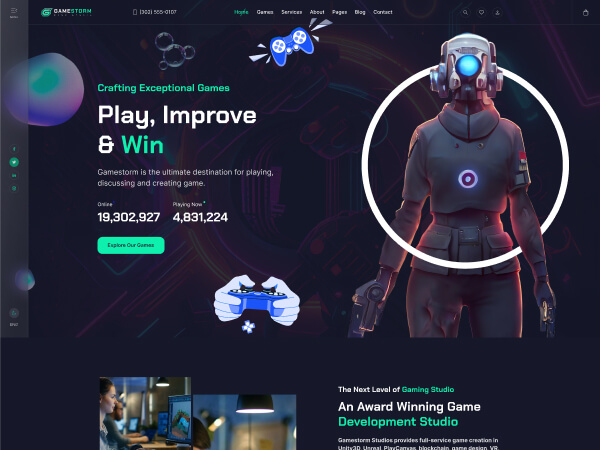 GAMESTORM
(302) 555-0107
Home
Games
Services
About
Pages
Blog
Contact
Crafting Exceptional Games
Play, Improve
& Win
Gamestorm is the ultimate destination for playing,
discussing and creating game.
Online
Playing Now
19,302,927
4,831,224
Explore Our Games
The Next Level of Gaming Studio
An Award Winning Game
Development Studio
Gamestorm Studios provides full-service game creation in
Unity3D, Unreal, PlayCanvas, blockchain, game design, VR,